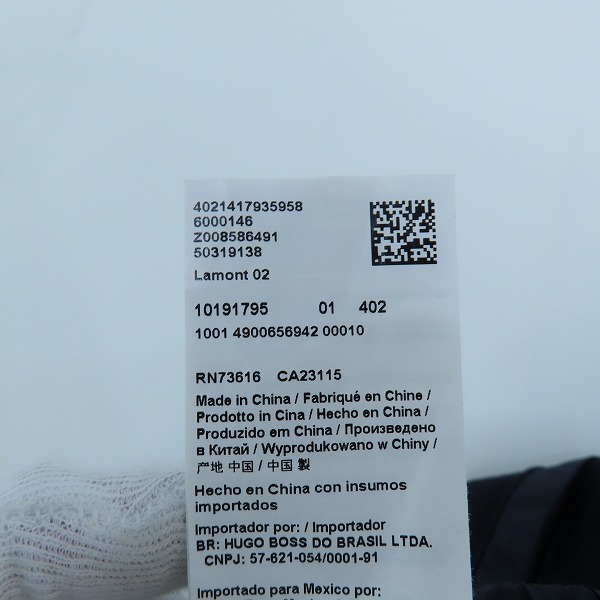 4021417935958
6000146
Z008586491
50319138
Lamont 02
10191795 01 402
1001 4900656942 00010
RN73616 CA23115
Made in China / Fabriqué en Chine /
Prodotto in Cina / Hecho en China /
Produzido em China / Произведено
в Китай / Wyprodukowano w Chiny /
产地 中国 / 中国 製
Hecho en China con insumos
importados
Importador por: / Importador
BR: HUGO BOSS DO BRASIL LTDA.
CNPJ: 57-621-054/0001-91
Importado para Mexico por: